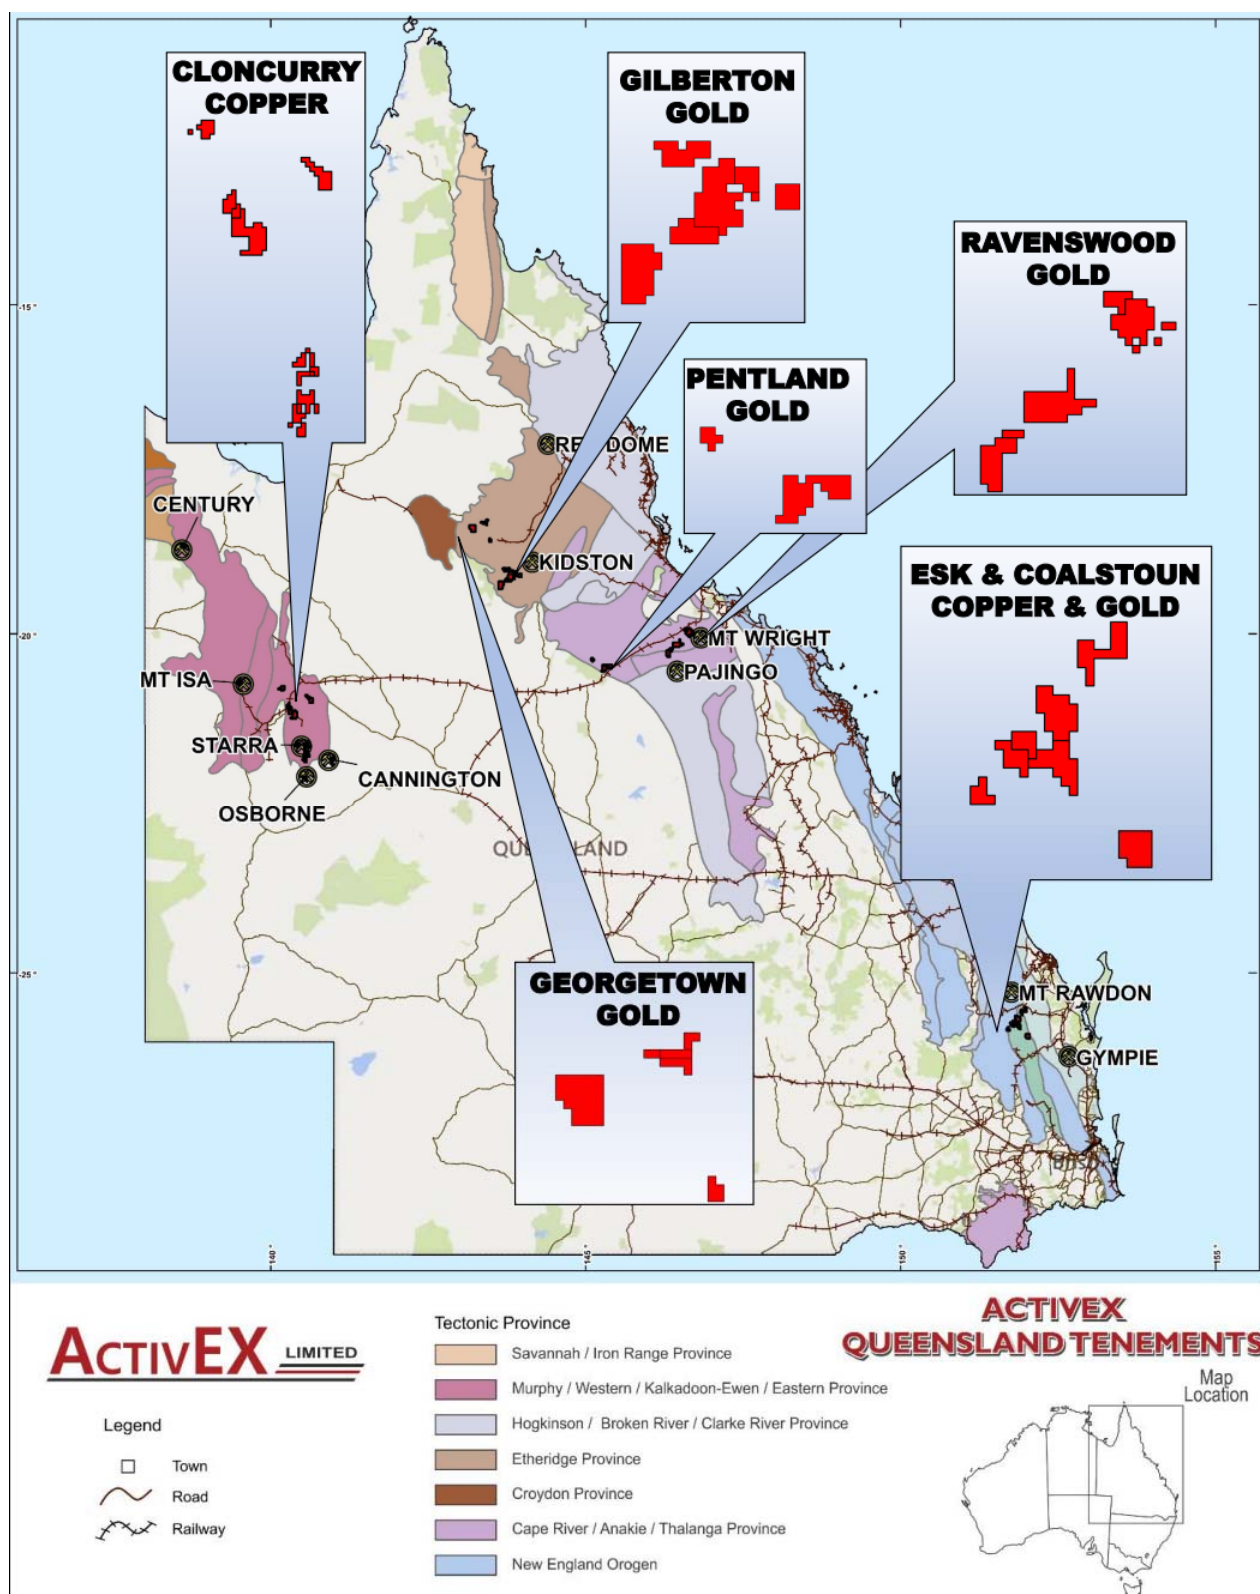 CLONCURRY
COPPER
GILBERTON
GOLD
RAVENSWOOD
GOLD
-15°
PENTLAND
GOLD
RE DOME
CENTURY
KIDSTON
ESK & COALSTOUN
COPPER & GOLD
-20°
MT WRIGHT
MT ISA
PAJINGO
STARRA
CANNINGTON
OSBORNE
QU LAND
-25°
GEORGETOWN
GOLD
MT RAWDON
GYMPIE
140°
145°
150°
155°
ACTIVEX
LIMITED
Legend
Town
Road
Railway
Tectonic Province
Savannah / Iron Range Province
Murphy / Western / Kalkadoon-Ewen / Eastern Province
Hogkinson / Broken River / Clarke River Province
Etheridge Province
Croydon Province
Cape River / Anakie / Thalanga Province
New England Orogen
ACTIVEX
QUEENSLAND TENEMENTS
Map
Location